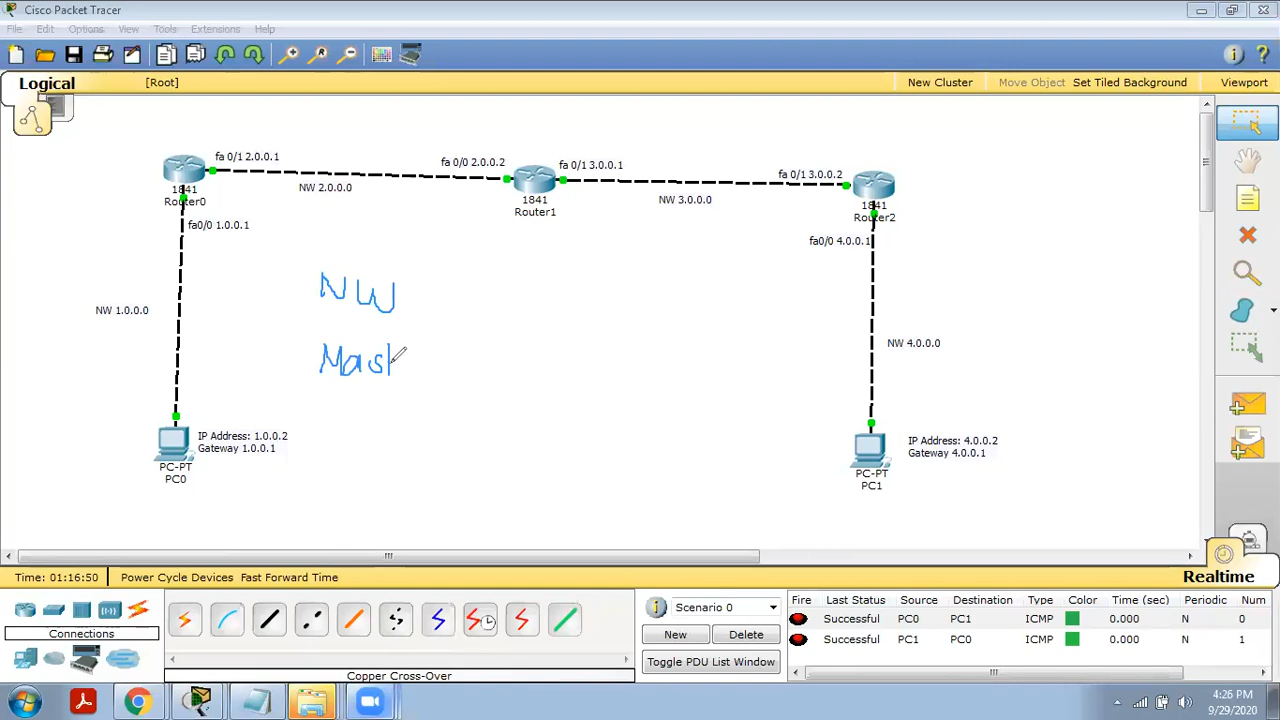 Cisco Packet Tracer
File Edit Options View Tools Extensions Help
Logical
[Root]
New Cluster
Move Object
Set Tiled Background
Viewport
fa 0/1 2.0.0.1
fa 0/0 2.0.0.2
fa 0/1 3.0.0.1
fa 0/1 3.0.0.2
NW 2.0.0.0
NW 3.0.0.0
1841
Router0
1841
Router1
1841
Router2
fa0/0 1.0.0.1
fa0/0 4.0.0.1
NW
NW 1.0.0.0
NW 4.0.0.0
IP Address: 1.0.0.2
Gateway 1.0.0.1
PC-PT
PC0
IP Address: 4.0.0.2
Gateway 4.0.0.1
PC-PT
PC1
Time: 01:16:50
Power Cycle Devices Fast Forward Time
Realtime
Connections
Copper Cross-Over
Scenario 0
New
Delete
Toggle PDU List Window
Fire Last Status Source Destination Type Color Time (sec) Periodic Num
Successful PC0 PC1 ICMP 0.000 N 0
Successful PC1 PC0 ICMP 0.000 N 1
4:26 PM
9/29/2020